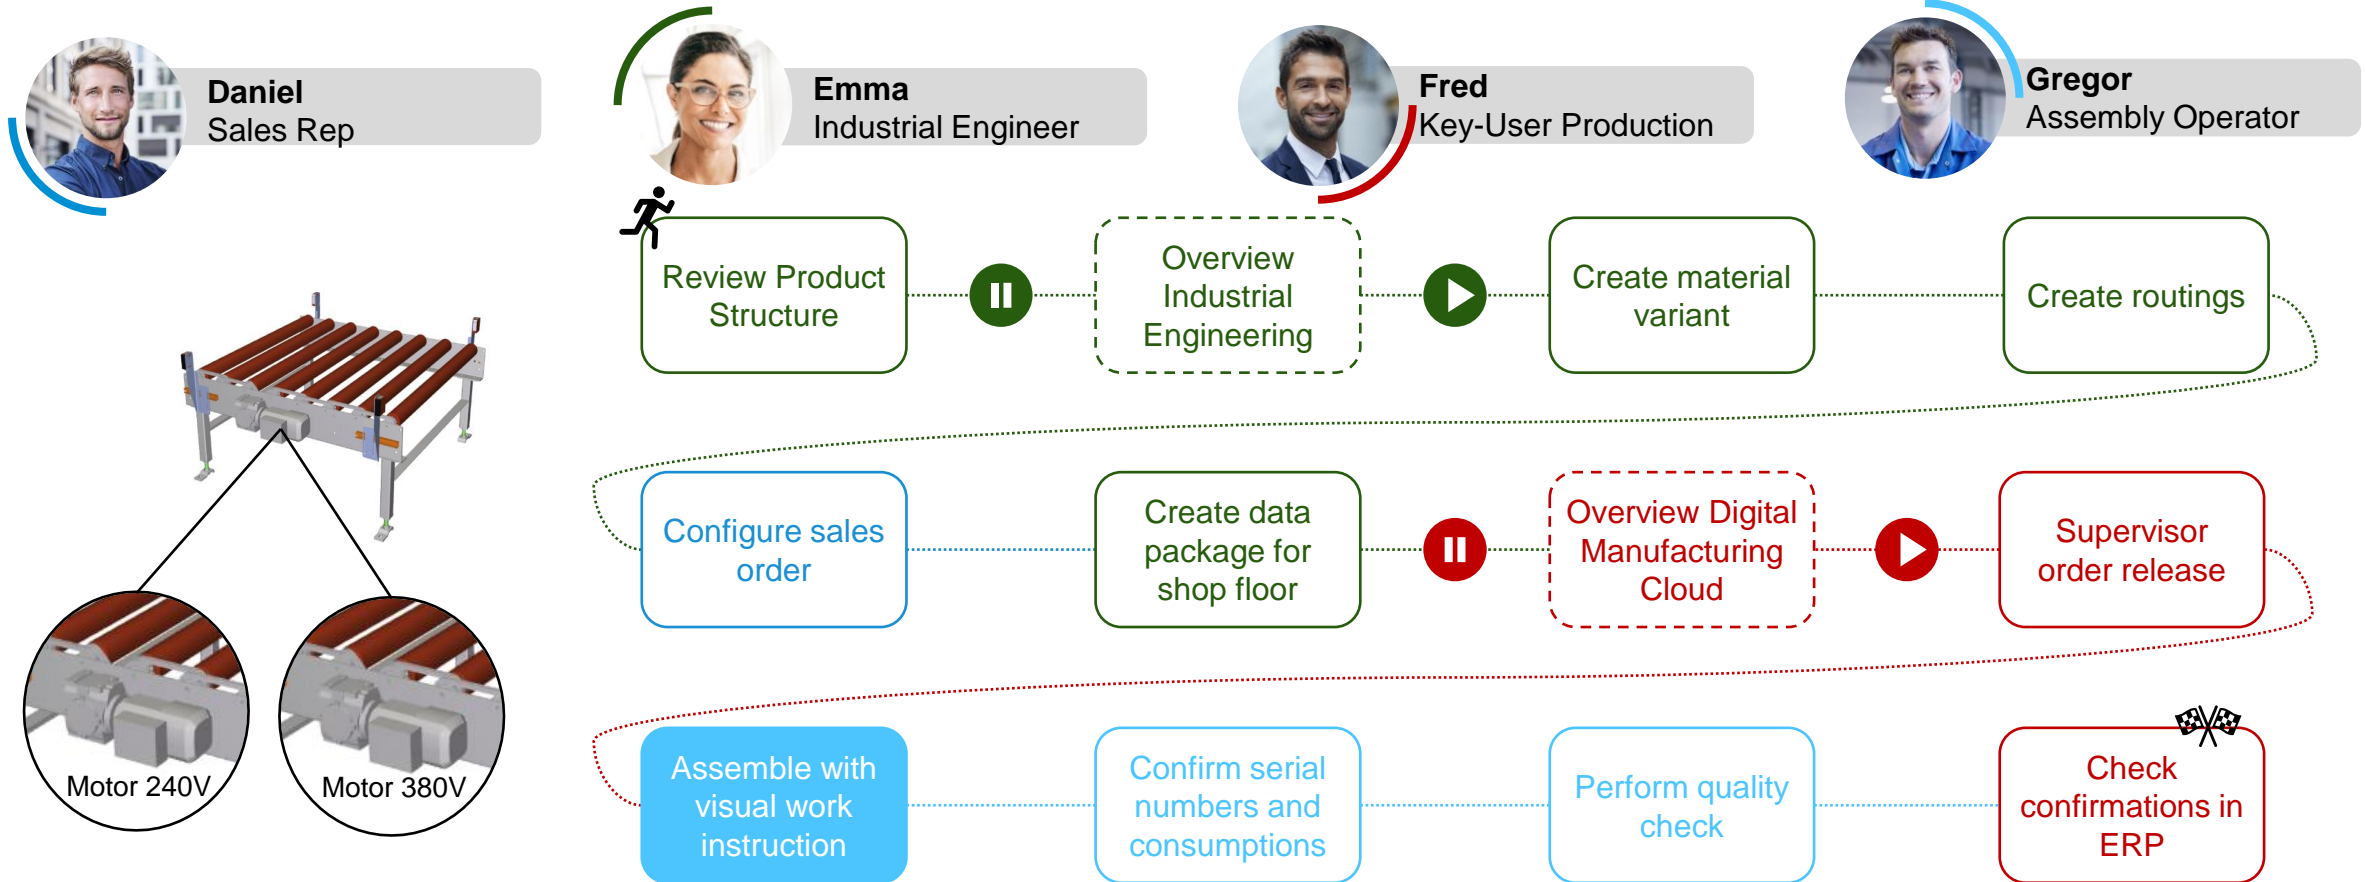 Daniel
Sales Rep
Emma
Industrial Engineer
Fred
Key-User Production
Gregor
Assembly Operator
Review Product
Structure
Overview
Industrial
Engineering
Create material
variant
Create routings
Configure sales
order
Create data
package for
shop floor
Overview Digital
Manufacturing
Cloud
Supervisor
order release
Motor 240V
Motor 380V
Assemble with
visual work
instruction
Confirm serial
numbers and
consumptions
Perform quality
check
Check
confirmations in
ERP